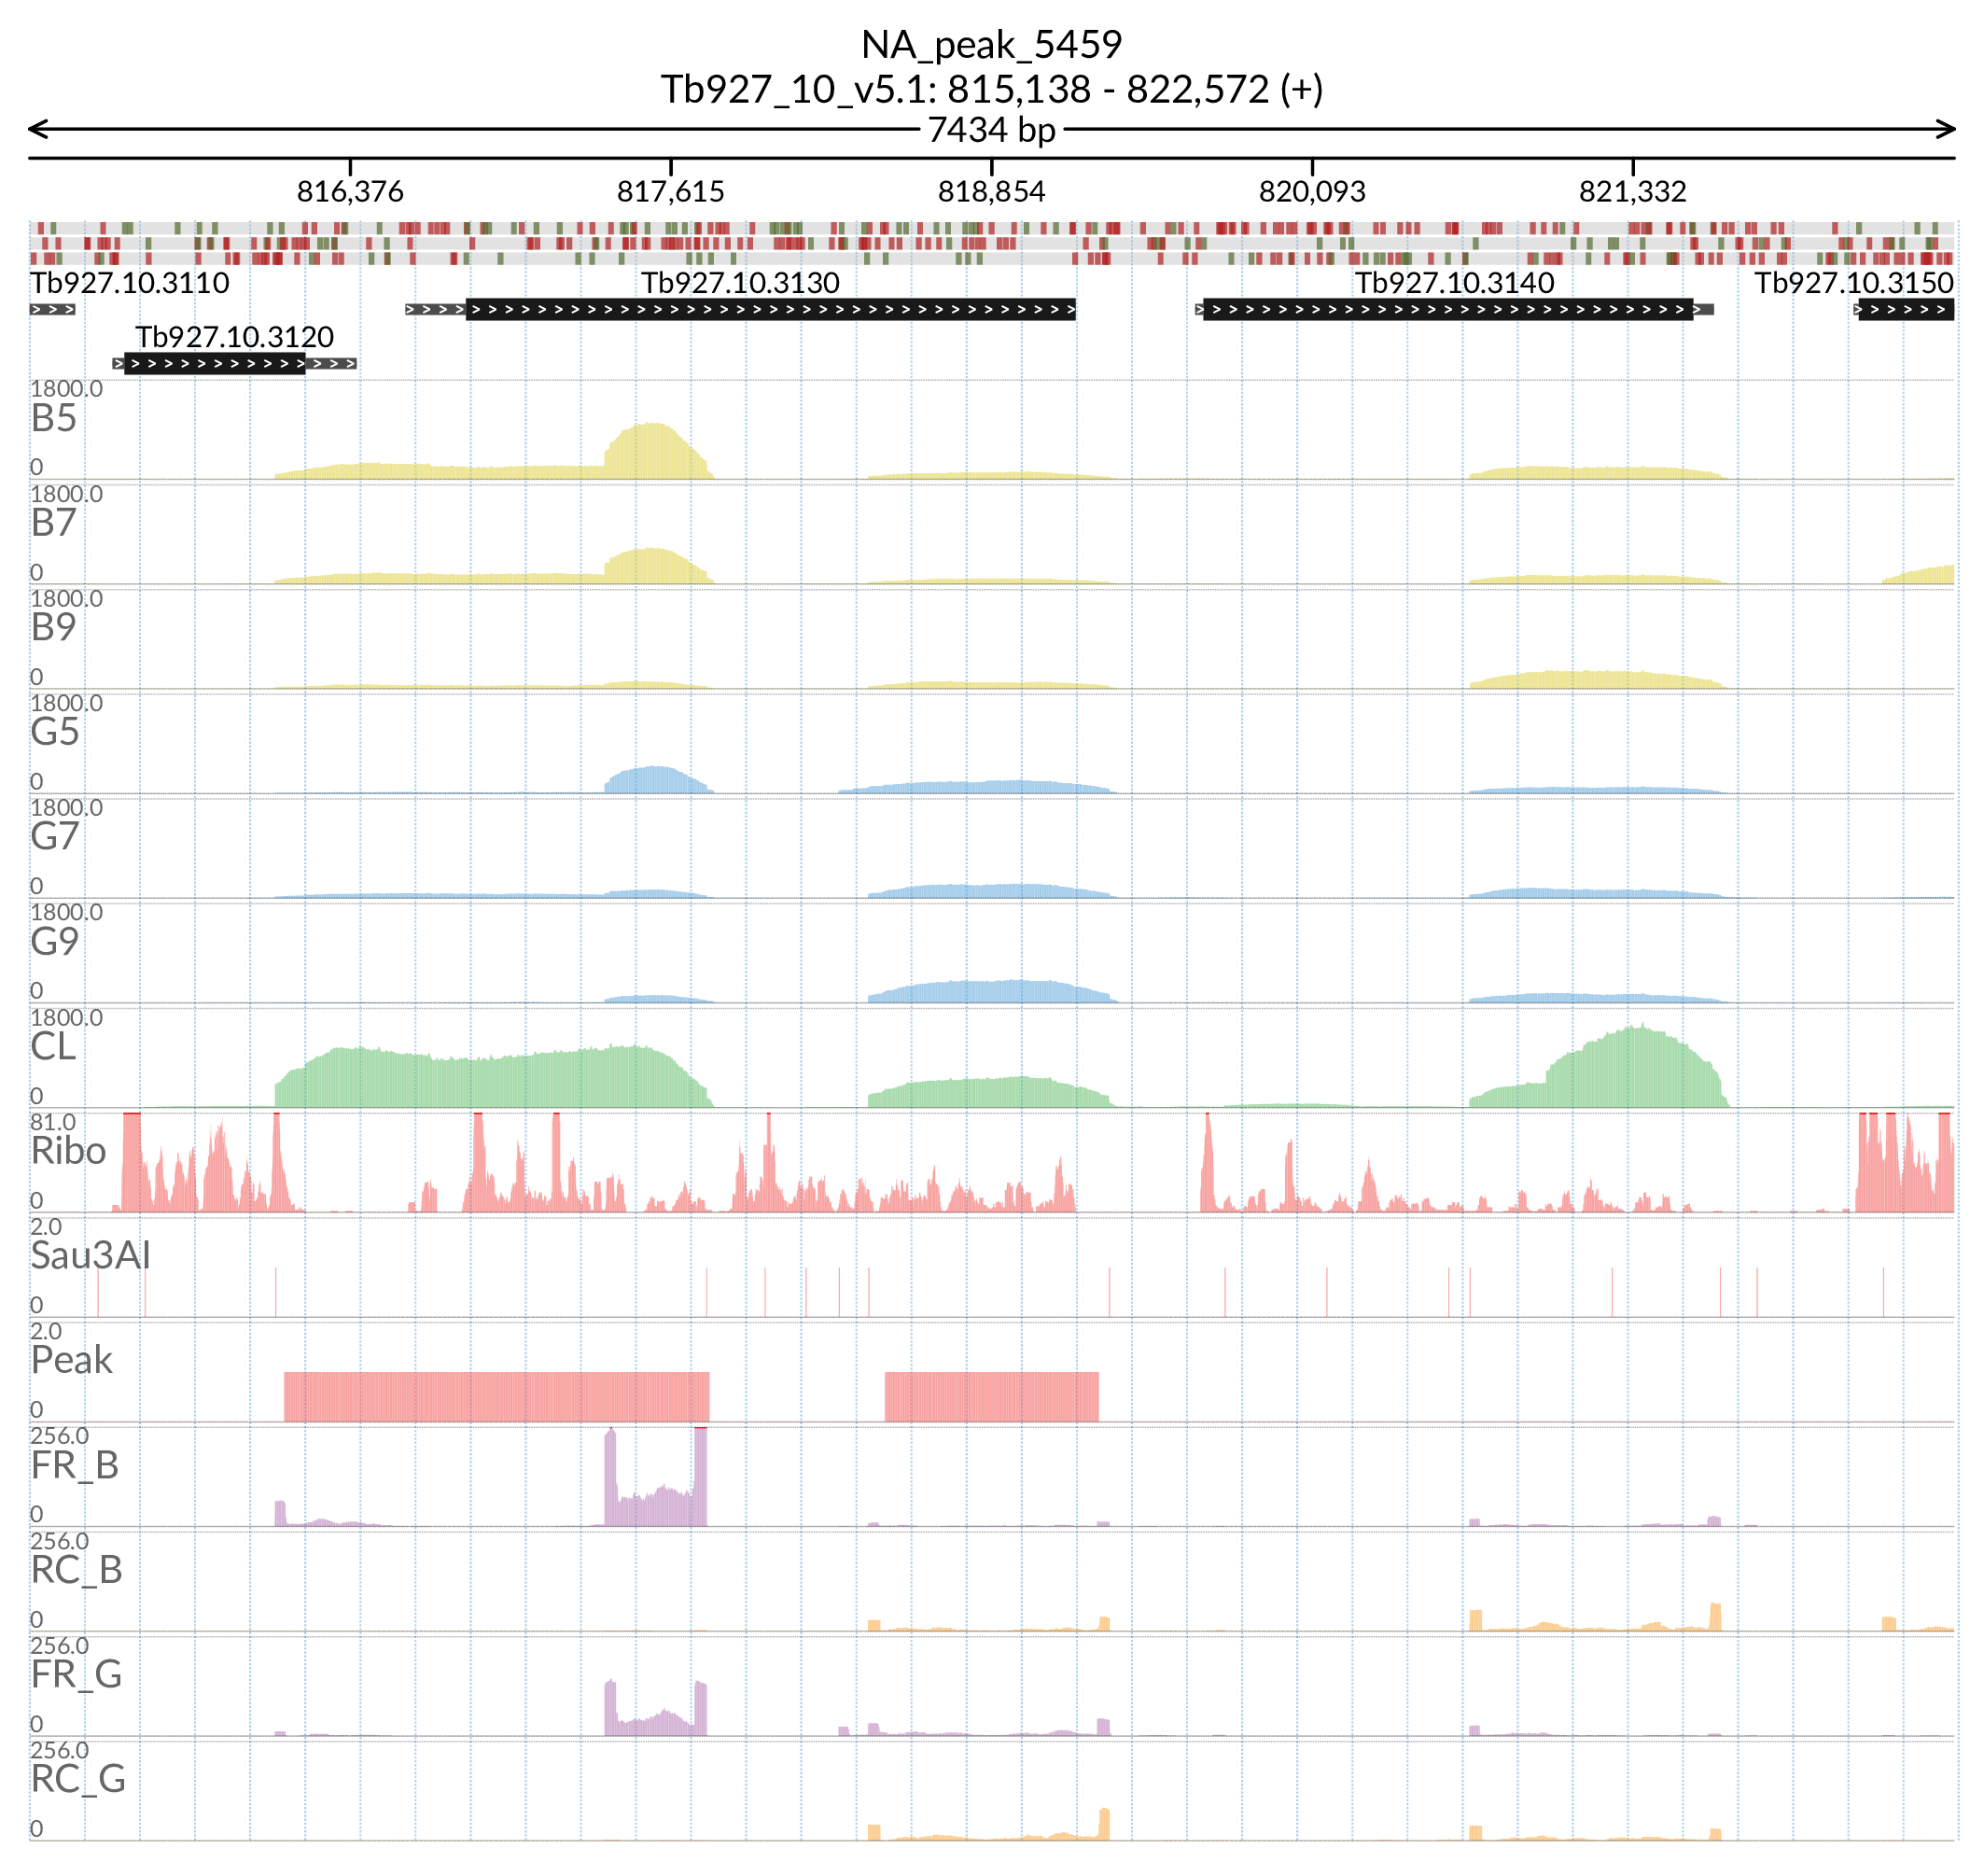 NA_peak_5459
Tb927_10_v5.1: 815,138 - 822,572 (+)
7434 bp
816,376 817,615 818,854 820,093 821,332
Tb927.10.3110 Tb927.10.3130 Tb927.10.3140 Tb927.10.3150
Tb927.10.3120
1800.0
B5
0
1800.0
B7
0
1800.0
B9
0
1800.0
G5
0
1800.0
G7
0
1800.0
G9
0
1800.0
CL
0
81.0
Ribo
0
2.0
Sau3AI
0
2.0
Peak
0
256.0
FR_B
0
256.0
RC_B
0
256.0
FR_G
0
256.0
RC_G
0